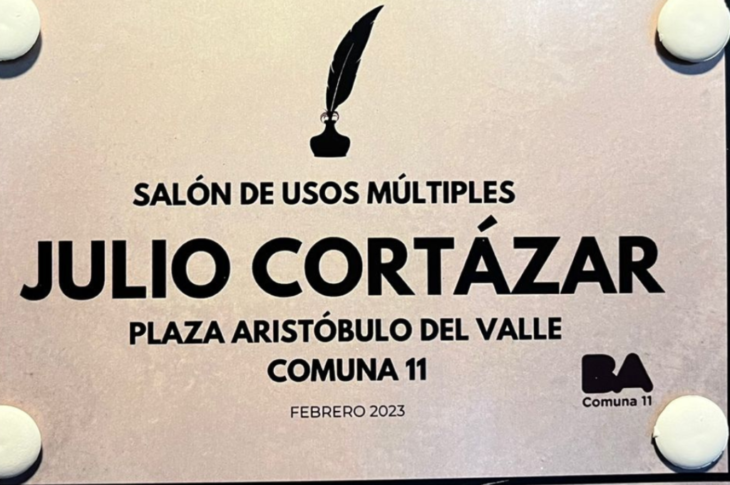 SALÓN DE USOS MÚLTIPLES
JULIO CORTÁZAR
PLAZA ARISTÓBULO DEL VALLE
COMUNA 11
FEBRERO 2023
BA
Comuna 11